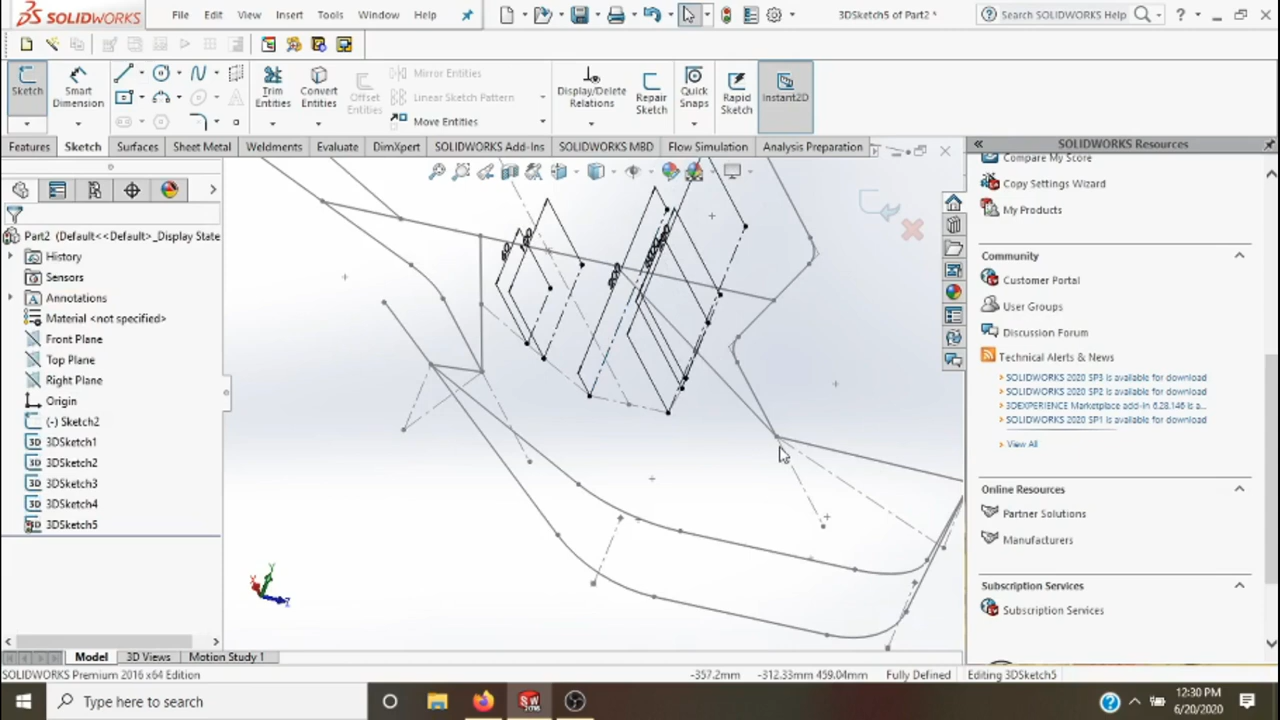 SOLIDWORKS File Edit View Insert Tools Window Help 3DSketch5 of Part2 * Search SOLIDWORKS Help
Sketch
Smart Dimension
Trim Entities
Convert Entities
Offset Entities
Mirror Entities
Linear Sketch Pattern
Move Entities
Display/Delete Relations
Repair Sketch
Quick Snaps
Rapid Sketch
Instant2D
Features Sketch Surfaces Sheet Metal Weldments Evaluate DimXpert SOLIDWORKS Add-Ins SOLIDWORKS MBD Flow Simulation Analysis Preparation
SOLIDWORKS Resources
Part2 (Default<<Default>_Display State
History
Sensors
Annotations
Material <not specified>
Front Plane
Top Plane
Right Plane
Origin
(-) Sketch2
3DSketch1
3DSketch2
3DSketch3
3DSketch4
3DSketch5
Compare My Score
Copy Settings Wizard
My Products
Community
Customer Portal
User Groups
Discussion Forum
Technical Alerts & News
SOLIDWORKS 2020 SP3 is available for download
SOLIDWORKS 2020 SP2 is available for download
3DEXPERIENCE Marketplace add-in 6.28.146 is a...
SOLIDWORKS 2020 SP1 is available for download
View All
Online Resources
Partner Solutions
Manufacturers
Subscription Services
Subscription Services
Model 3D Views Motion Study 1
SOLIDWORKS Premium 2016 x64 Edition -357.2mm -312.33mm 459.04mm Fully Defined Editing 3DSketch5
Type here to search
12:30 PM
6/20/2020